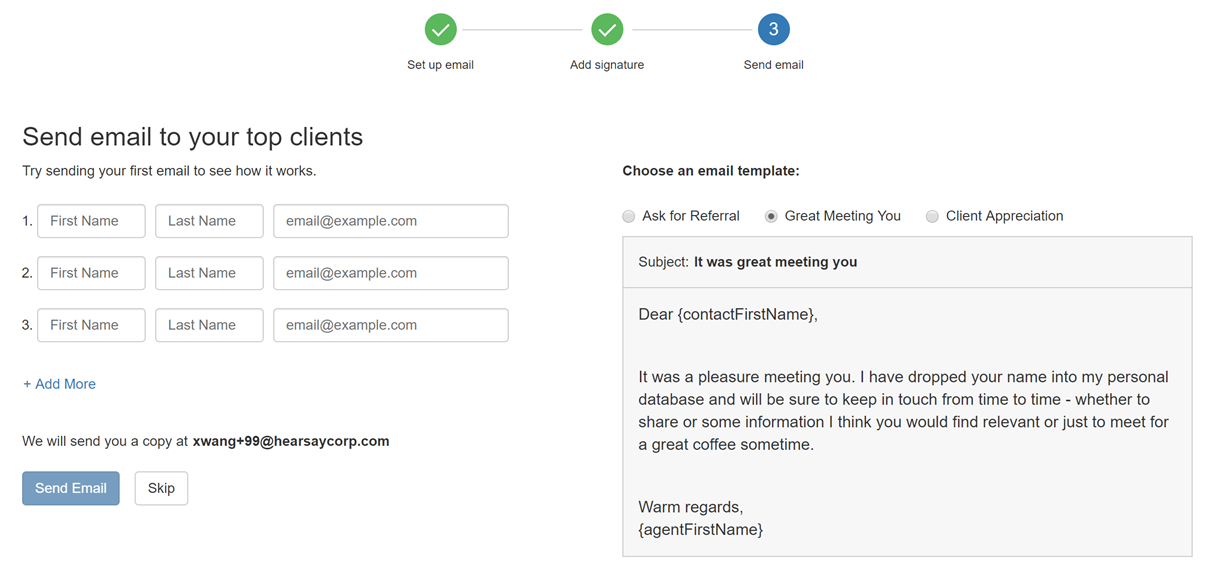 3
Set up email
Add signature
Send email
Send email to your top clients
Try sending your first email to see how it works.
1. First Name Last Name email@example.com
2. First Name Last Name email@example.com
3. First Name Last Name email@example.com
+ Add More
We will send you a copy at xwang+99@hearsaycorp.com
Send Email Skip
Choose an email template:
Ask for Referral Great Meeting You Client Appreciation
Subject: It was great meeting you
Dear {contactFirstName},
It was a pleasure meeting you. I have dropped your name into my personal
database and will be sure to keep in touch from time to time - whether to
share or some information I think you would find relevant or just to meet for
a great coffee sometime.
Warm regards,
{agentFirstName}